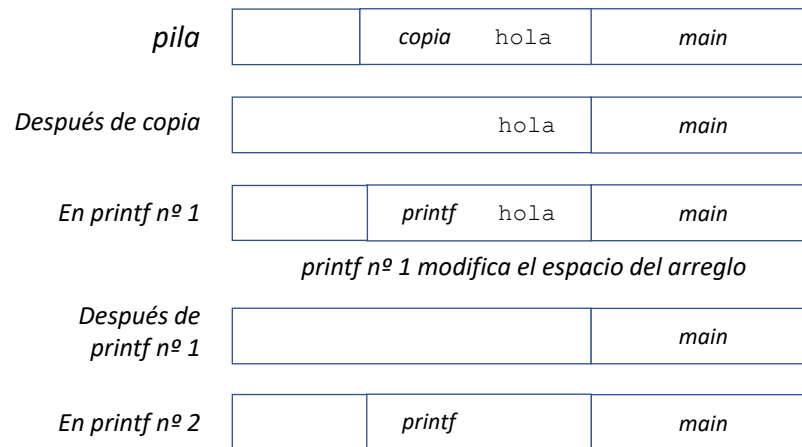 pila copia hola main
Después de copia hola main
En printf nº 1 printf hola main
printf nº 1 modifica el espacio del arreglo
Después de
printf nº 1 main
En printf nº 2 printf main